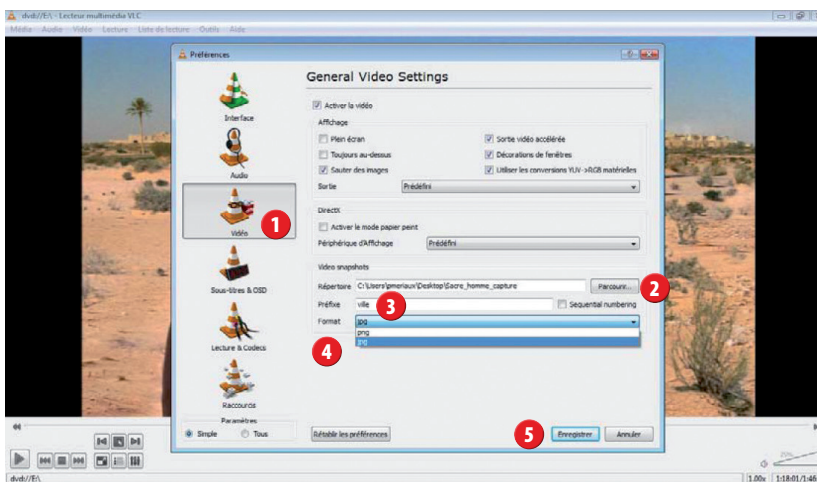 dvd://E:\ - Lecteur multimédia VLC
Média Audio Vidéo Lecture Liste de lecture Outils Aide
Préférences
Interface
Audio
Vidéo
1
Sous-titres & OSD
Lecture & Codecs
Raccourcis
Paramètres
Simple Tous
General Video Settings
Activer la vidéo
Affichage
Plein écran Sortie vidéo accélérée
Toujours au-dessus Décorations de fenêtres
Sauter des images Utiliser les conversions YUV->RGB matérielles
Sortie Prédéfini
DirectX
Activer le mode papier peint
Périphérique d'Affichage Prédéfini
Video snapshots
Répertoire C:\Users\pmeriaux\Desktop\Sacre_homme_capture Parcourir... 2
Préfixe ville 3 Sequential numbering
Format jpg
png
jpg
4
Rétablir les préférences 5 Enregistrer Annuler
dvd://E:\ 1.00x 1:18:01/1:46